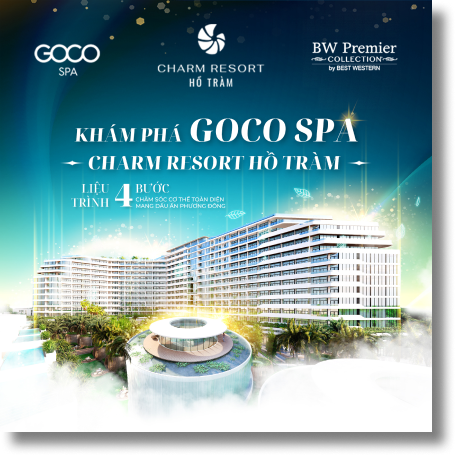 GOCO
SPA
CHARM RESORT
HỒ TRÀM
BW Premier
COLLECTION
by BEST WESTERN
KHÁM PHÁ GOCO SPA
CHARM RESORT HỒ TRÀM
LIỆU TRÌNH 4 BƯỚC
CHĂM SÓC CƠ THỂ TOÀN DIỆN
MANG DẤU ẤN PHƯƠNG ĐÔNG